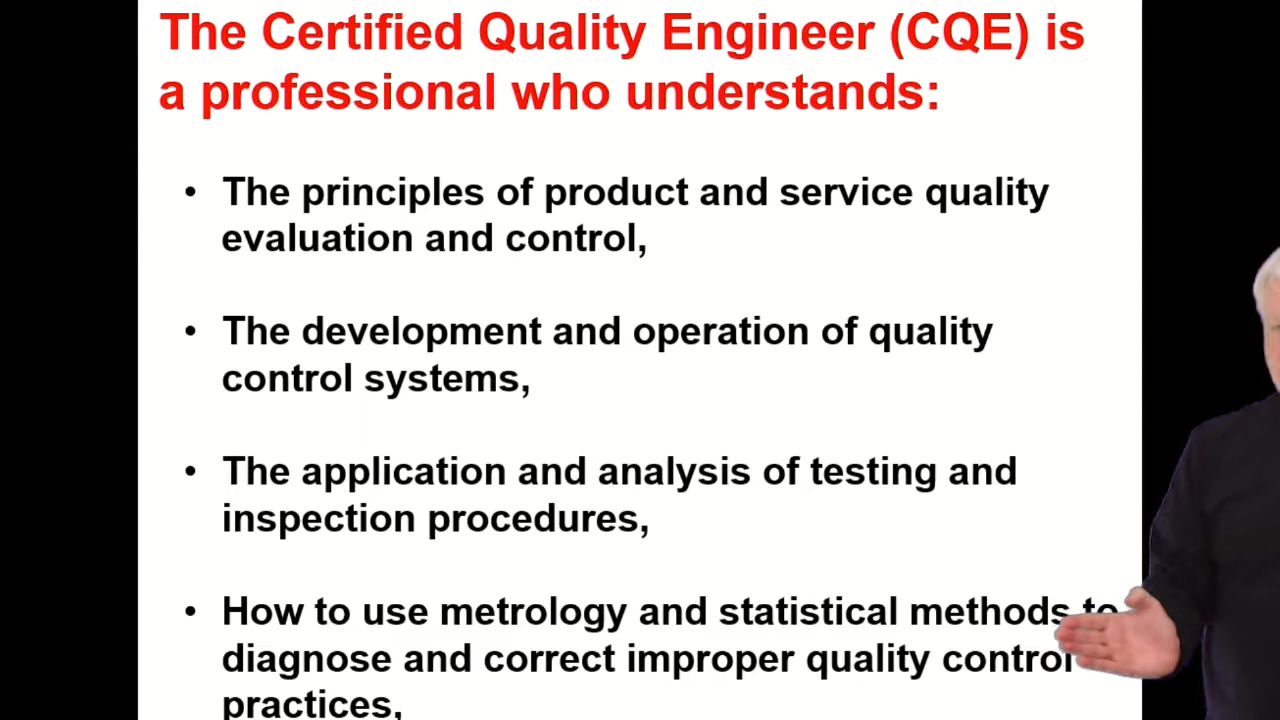 The Certified Quality Engineer (CQE) is
a professional who understands:
• The principles of product and service quality
evaluation and control,
• The development and operation of quality
control systems,
• The application and analysis of testing and
inspection procedures,
• How to use metrology and statistical methods to
diagnose and correct improper quality control
practices,